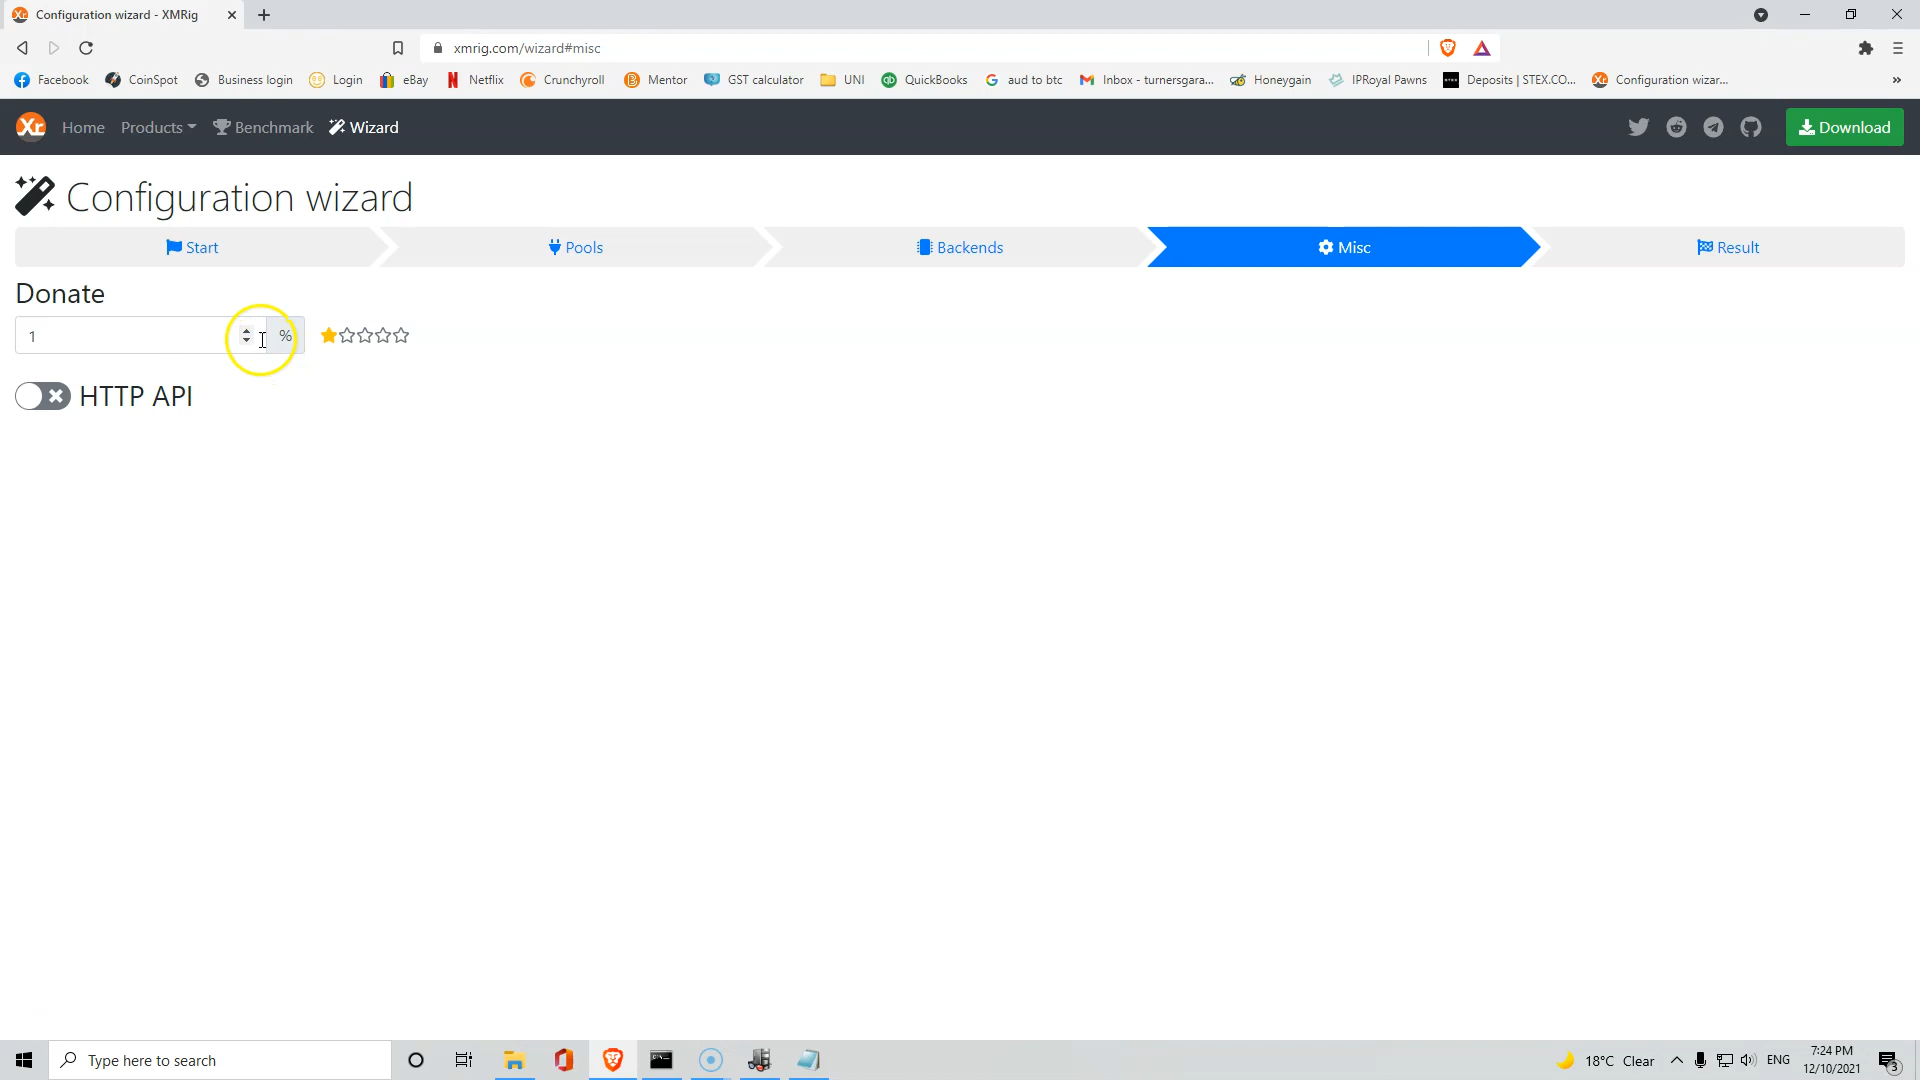 Configuration wizard - XMRig
xmrig.com/wizard#misc
Facebook CoinSpot Business login Login eBay Netflix Crunchyroll Mentor GST calculator UNI QuickBooks aud to btc Inbox - turnersgara... Honeygain IPRoyal Pawns Deposits | STEX.CO... Configuration wizar... »
Xr Home Products Benchmark Wizard Download
Configuration wizard
Start Pools Backends Misc Result
Donate
1 %
HTTP API
Type here to search
18°C Clear ENG 7:24 PM
12/10/2021
3